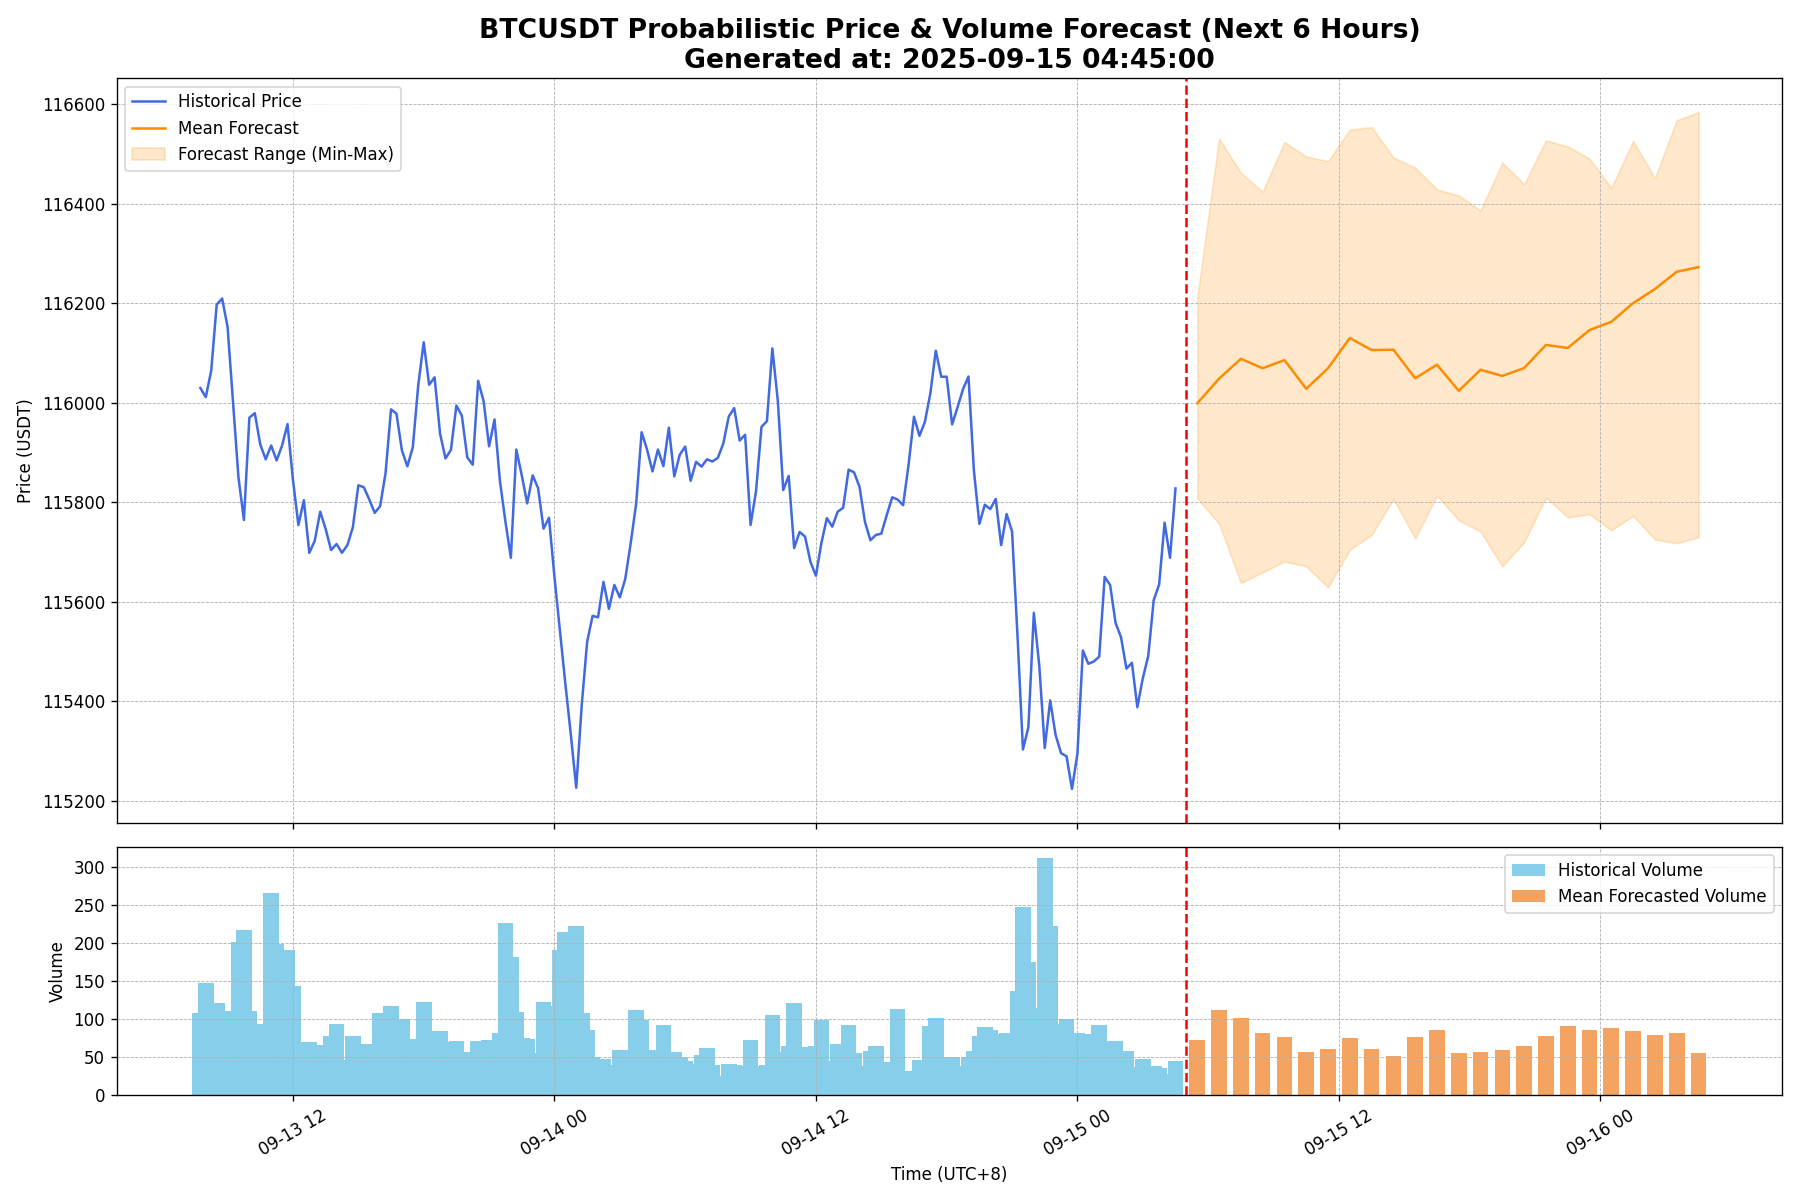 BTCUSDT Probabilistic Price & Volume Forecast (Next 6 Hours)
Generated at: 2025-09-15 04:45:00
Historical Price
Mean Forecast
Forecast Range (Min-Max)
Price (USDT)
116600
116400
116200
116000
115800
115600
115400
115200
Historical Volume
Mean Forecasted Volume
Volume
300
250
200
150
100
50
0
09-13 12
09-14 00
09-14 12
09-15 00
09-15 12
09-16 00
Time (UTC+8)